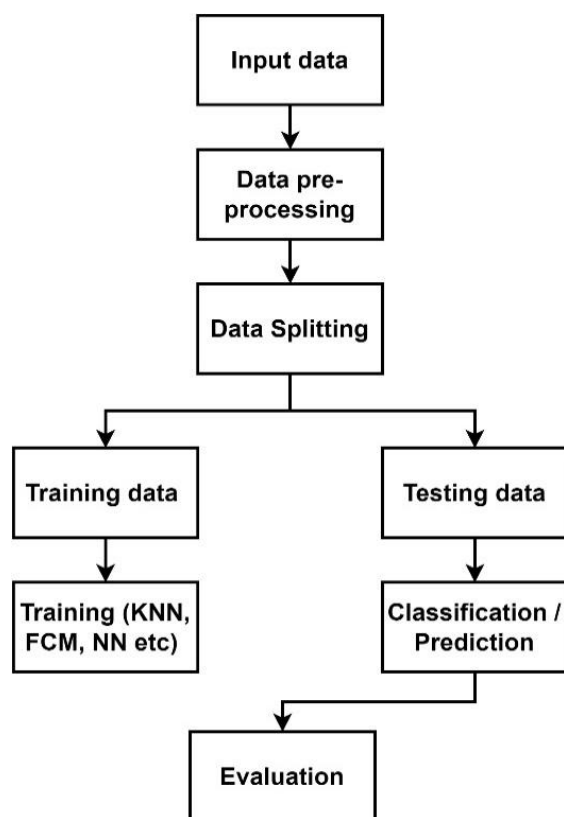 Input data
Data pre-
processing
Data Splitting
Training data
Testing data
Training (KNN,
FCM, NN etc)
Classification /
Prediction
Evaluation